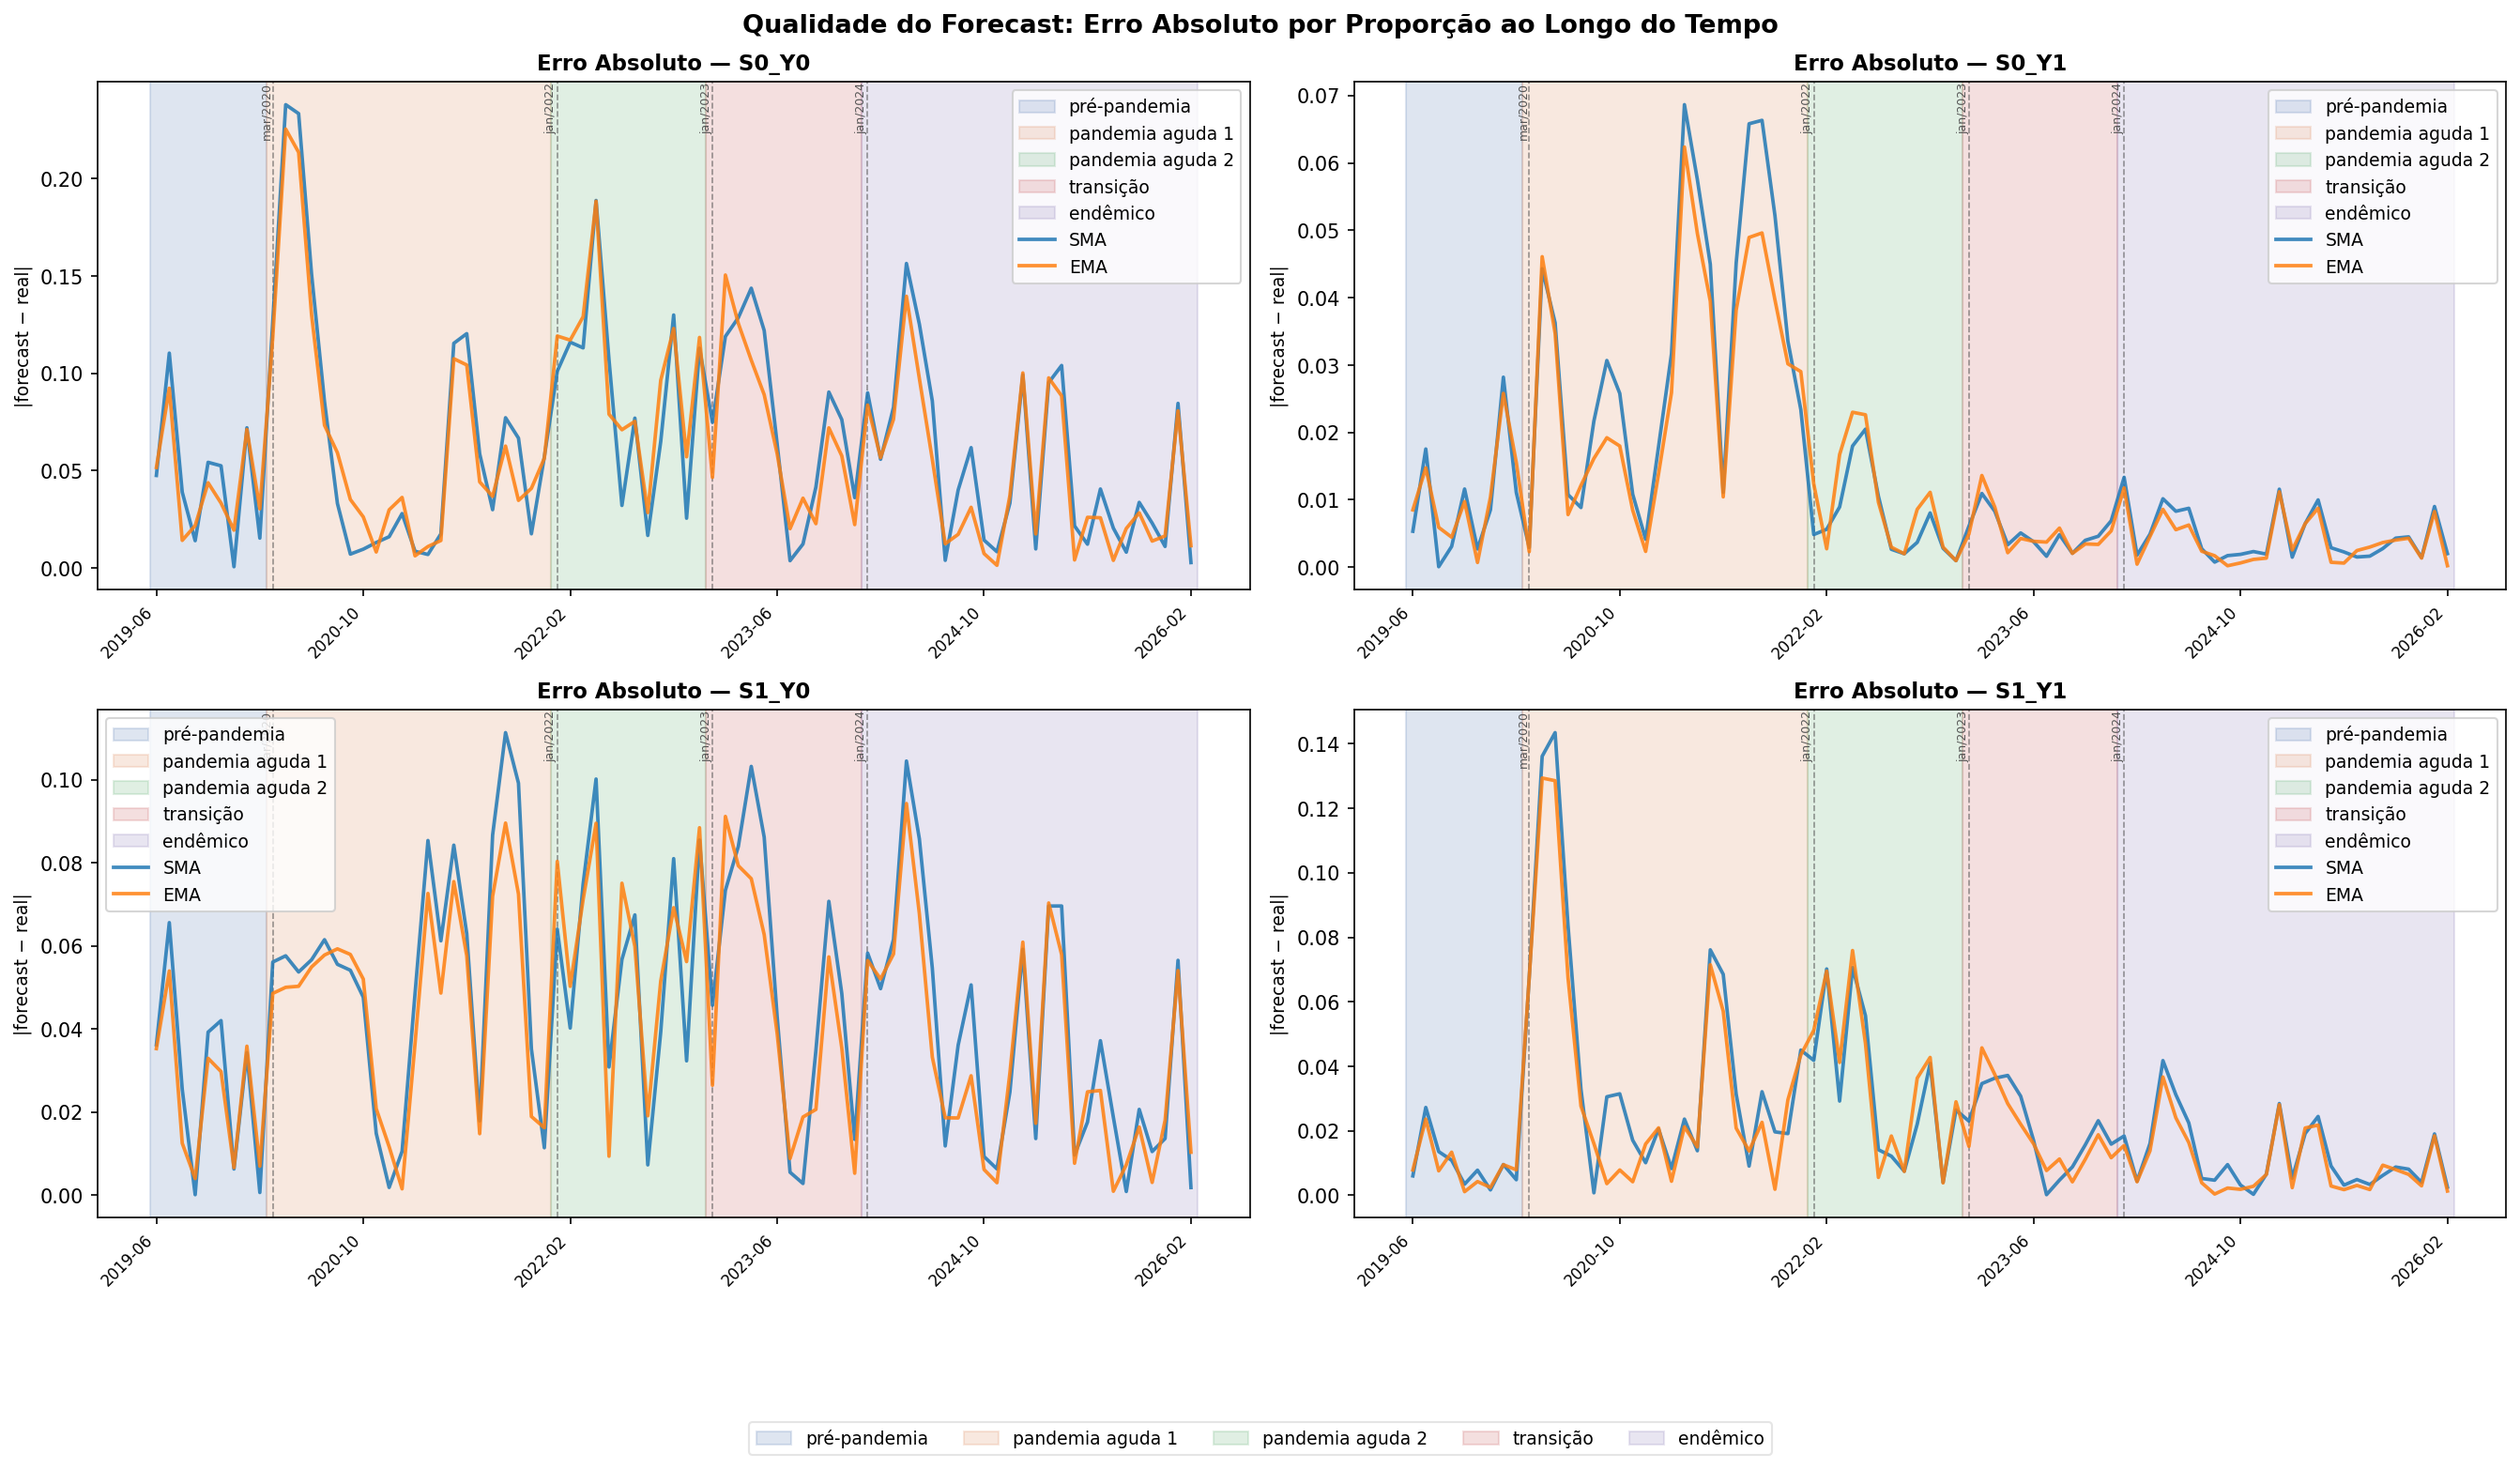 Qualidade do Forecast: Erro Absoluto por Proporção ao Longo do Tempo
Erro Absoluto — S0_Y0
|forecast − real|
0.20
0.15
0.10
0.05
0.00
mar/2020
jan/2022
jan/2023
jan/2024
pré-pandemia
pandemia aguda 1
pandemia aguda 2
transição
endêmico
SMA
EMA
2019-06
2020-10
2022-02
2023-06
2024-10
2026-02
Erro Absoluto — S0_Y1
|forecast − real|
0.07
0.06
0.05
0.04
0.03
0.02
0.01
0.00
mar/2020
jan/2022
jan/2023
jan/2024
pré-pandemia
pandemia aguda 1
pandemia aguda 2
transição
endêmico
SMA
EMA
2019-06
2020-10
2022-02
2023-06
2024-10
2026-02
Erro Absoluto — S1_Y0
|forecast − real|
0.10
0.08
0.06
0.04
0.02
0.00
jan/2022
jan/2023
jan/2024
pré-pandemia
pandemia aguda 1
pandemia aguda 2
transição
endêmico
SMA
EMA
2019-06
2020-10
2022-02
2023-06
2024-10
2026-02
Erro Absoluto — S1_Y1
|forecast − real|
0.14
0.12
0.10
0.08
0.06
0.04
0.02
0.00
mar/2020
jan/2022
jan/2023
jan/2024
pré-pandemia
pandemia aguda 1
pandemia aguda 2
transição
endêmico
SMA
EMA
2019-06
2020-10
2022-02
2023-06
2024-10
2026-02
pré-pandemia
pandemia aguda 1
pandemia aguda 2
transição
endêmico